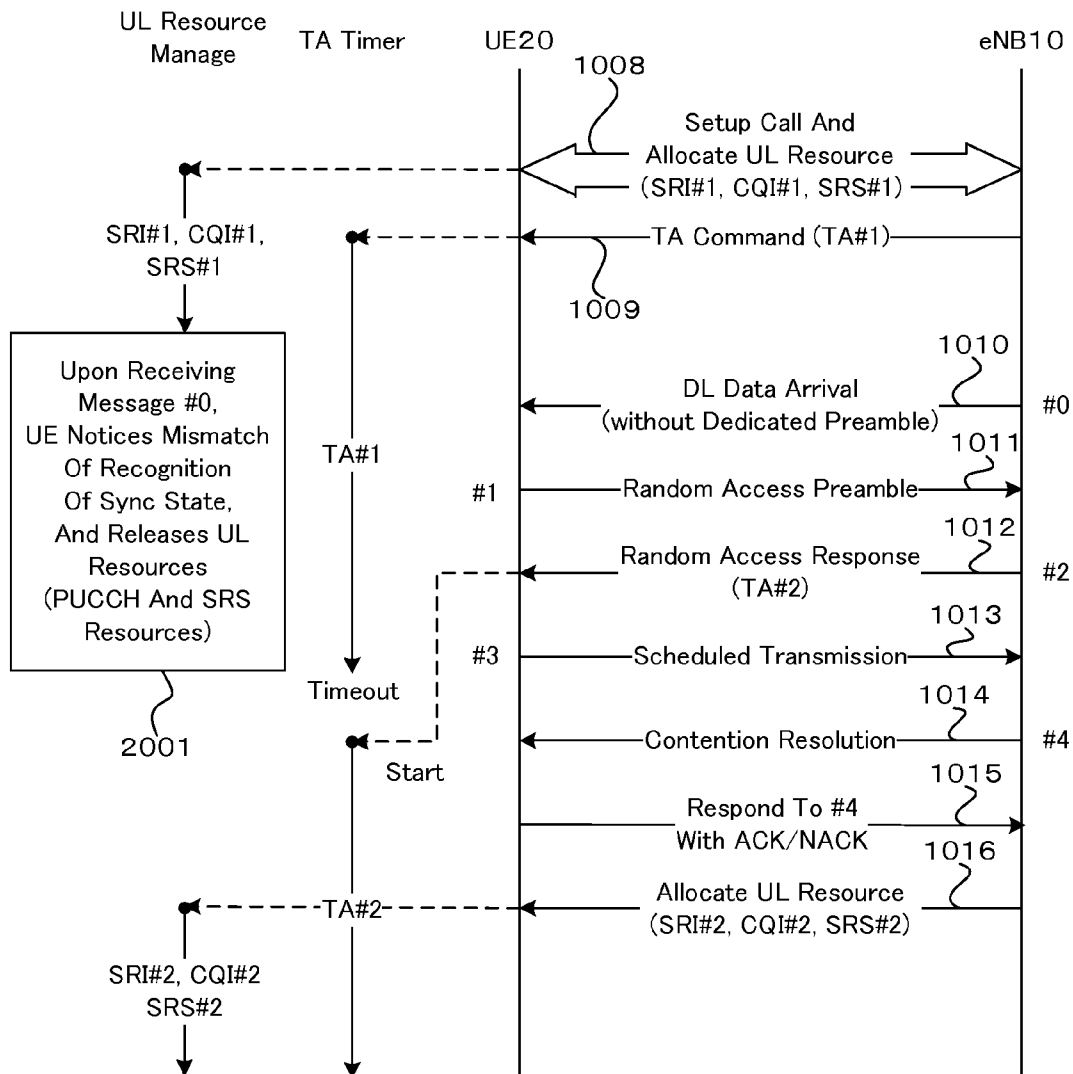 UL Resource
Manage
TA Timer
UE20
eNB10
1008
Setup Call And
Allocate UL Resource
(SRI#1, CQI#1, SRS#1)
SRI#1, CQI#1,
SRS#1
TA Command (TA#1)
1009
Upon Receiving
Message #0,
UE Notices Mismatch
Of Recognition
Of Sync State,
And Releases UL
Resources
(PUCCH And SRS
Resources)
2001
TA#1
Timeout
1010
DL Data Arrival
(without Dedicated Preamble)
#0
1011
#1
Random Access Preamble
1012
Random Access Response
(TA#2)
#2
1013
#3
Scheduled Transmission
1014
Contention Resolution
#4
Start
1015
Respond To #4
With ACK/NACK
1016
TA#2
Allocate UL Resource
(SRI#2, CQI#2, SRS#2)
SRI#2, CQI#2
SRS#2